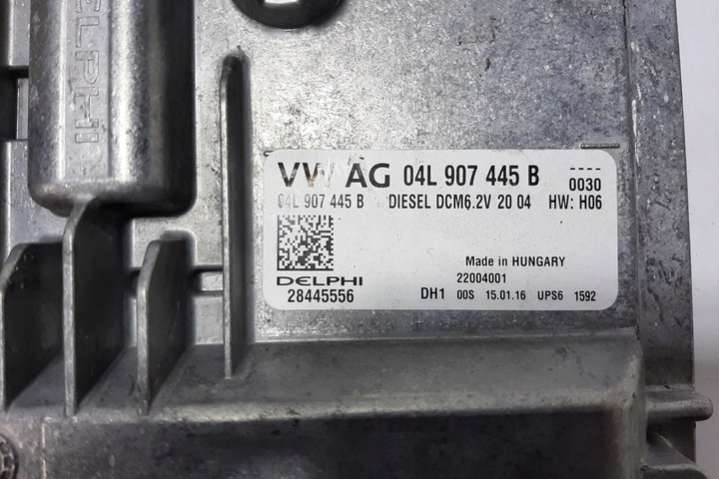 DELPHI
VW AG 04L 907 445 B ----
0030
04L 907 445 B DIESEL DCM6.2V 20 04 HW: H06
Made in HUNGARY
DELPHI 22004001
28445556 DH1 00S 15.01.16 UPS6 1592